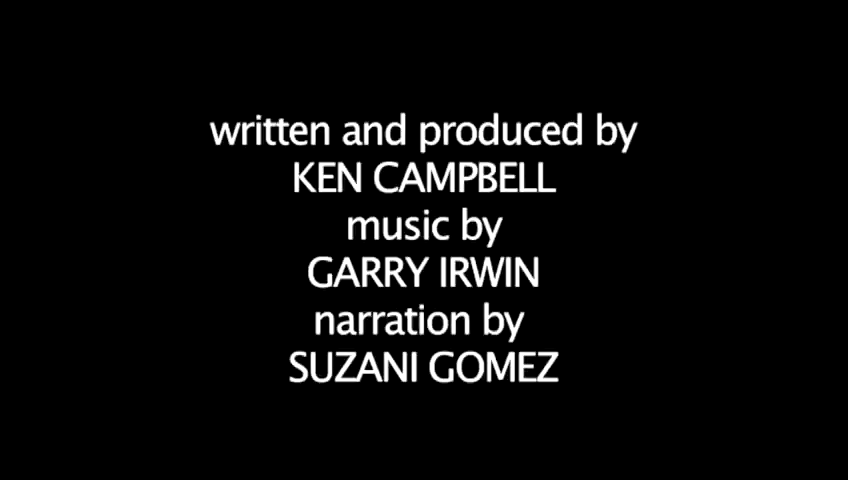 written and produced by
KEN CAMPBELL
music by
GARRY IRWIN
narration by
SUZANI GOMEZ